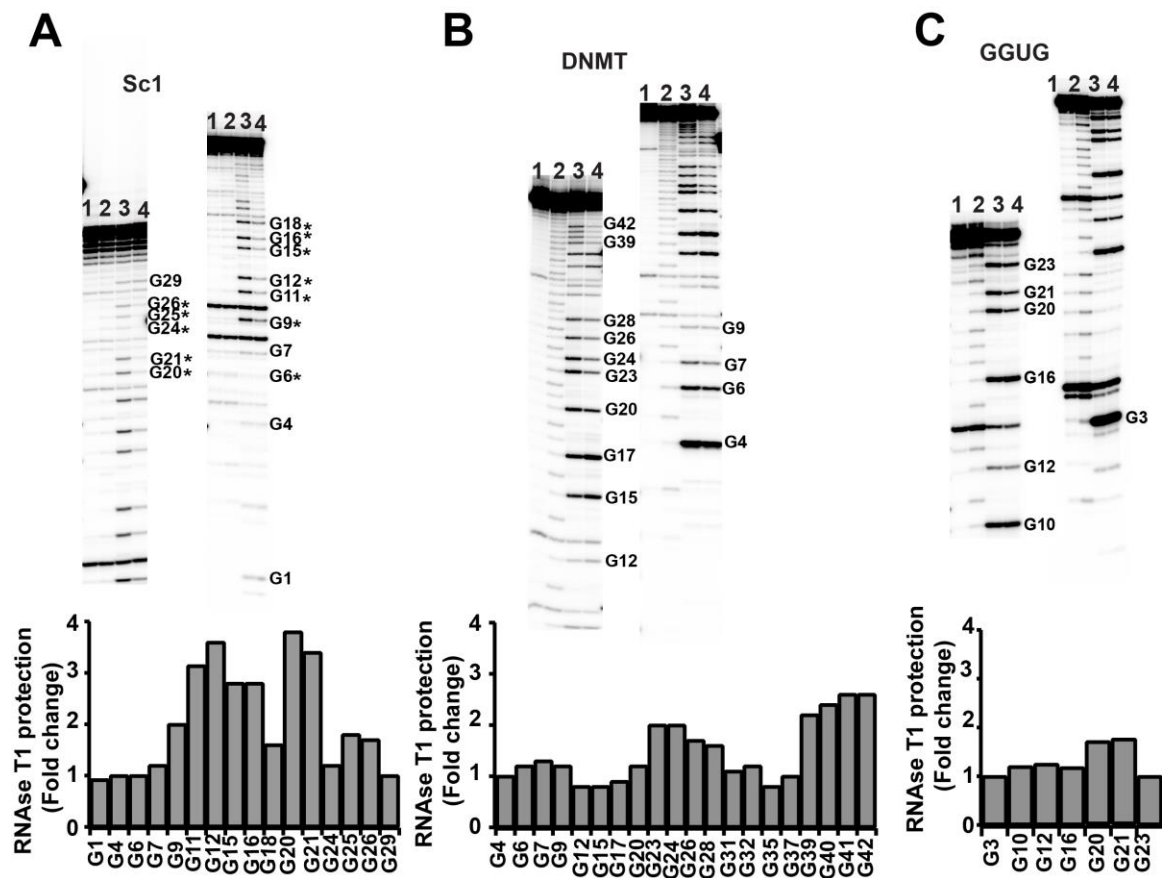 A
Sc1
1 2 3 4
G29
G26*
G25*
G24*
G21*
G20*
1 2 3 4
G18*
G16*
G15*
G12*
G11*
G9*
G7
G6*
G4
G1
RNAse T1 protection
(Fold change)
4
3
2
1
0
G1 G4 G6 G7 G9 G11 G12 G15 G16 G18 G20 G21 G24 G25 G26 G29
B
DNMT
1 2 3 4
G42
G39
G28
G26
G24
G23
G20
G17
G15
G12
1 2 3 4
G9
G7
G6
G4
RNAse T1 protection
(Fold change)
4
3
2
1
0
G4 G6 G7 G9 G12 G15 G17 G20 G23 G24 G26 G28 G31 G32 G35 G37 G39 G40 G41 G42
C
GGUG
1 2 3 4
G23
G21
G20
G16
G12
G10
1 2 3 4
G3
RNAse T1 protection
(Fold change)
4
3
2
1
0
G3 G10 G12 G16 G20 G21 G23